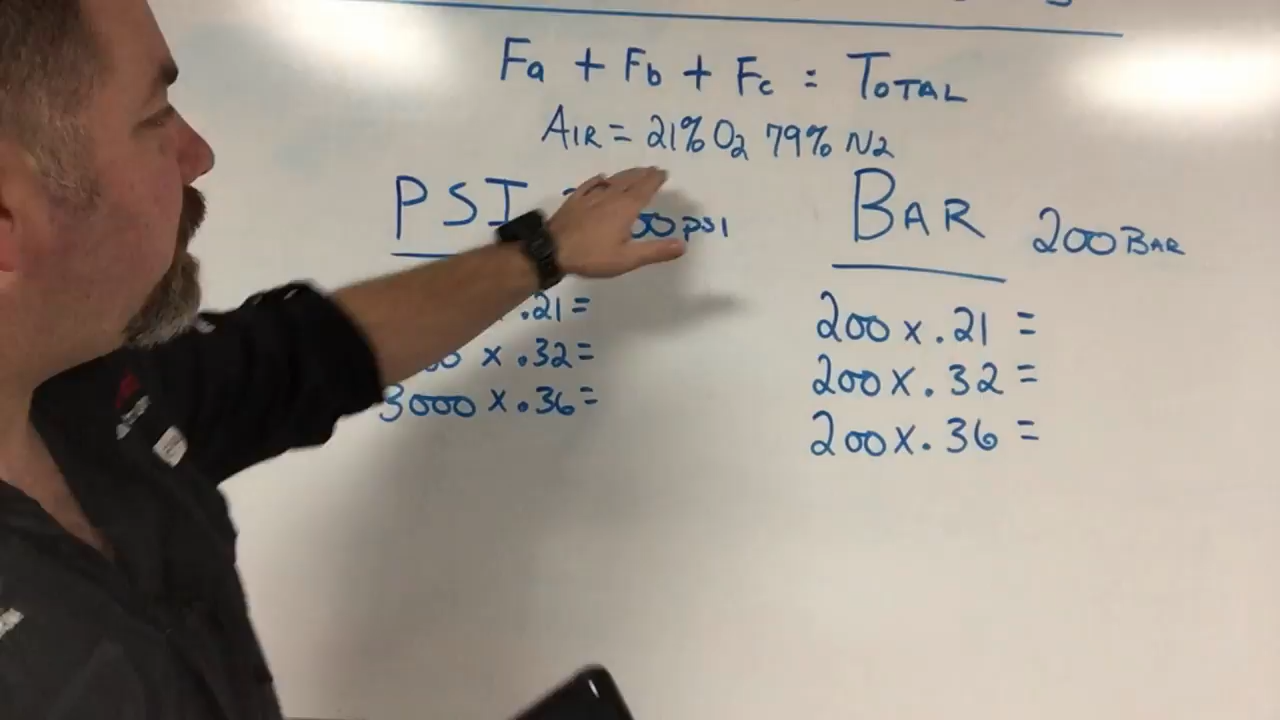 Fa + Fb + Fc = TOTAL
AIR = 21% O2 79% N2
PSI
PSI
.21 =
x .32 =
3000 x .36 =
BAR
200 BAR
200 x .21 =
200 x .32 =
200 x .36 =